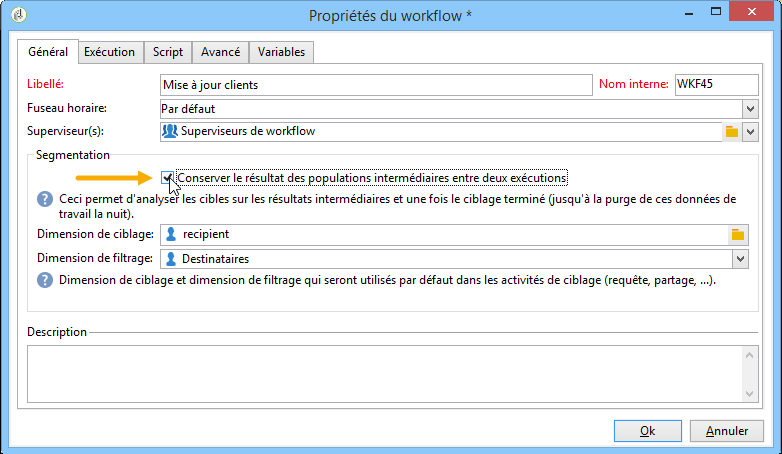 Propriétés du workflow *
Général Exécution Script Avancé Variables
Libellé: Mise à jour clients Nom interne: WKF45
Fuseau horaire: Par défaut
Superviseur(s): Superviseurs de workflow
Segmentation
Conserver le résultat des populations intermédiaires entre deux exécutions
? Ceci permet d'analyser les cibles sur les résultats intermédiaires et une fois le ciblage terminé (jusqu'à la purge de ces données de
travail la nuit).
Dimension de ciblage: recipient
Dimension de filtrage: Destinataires
? Dimension de ciblage et dimension de filtrage qui seront utilisés par défaut dans les activités de ciblage (requête, partage, ...).
Description
Ok Annuler